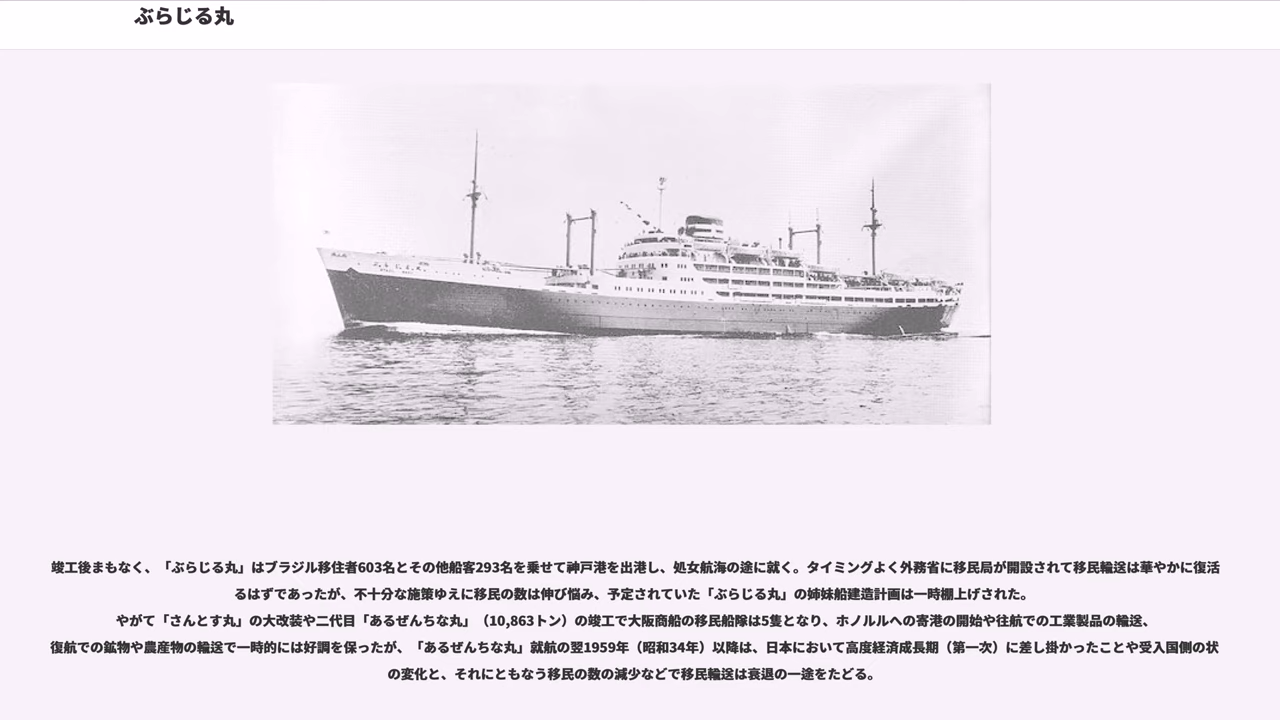 ぶらじる丸
竣工後まもなく、「ぶらじる丸」はブラジル移住者603名とその他船客293名を乗せて神戸港を出港し、処女航海の途に就く。タイミングよく外務省に移民局が開設されて移民輸送は華やかに復活
るはずであったが、不十分な施策ゆえに移民の数は伸び悩み、予定されていた「ぶらじる丸」の姉妹船建造計画は一時棚上げされた。
やがて「さんとす丸」の大改装や二代目「あるぜんちな丸」（10,863トン）の竣工で大阪商船の移民船隊は5隻となり、ホノルルへの寄港の開始や往航での工業製品の輸送、
復航での鉱物や農産物の輸送で一時的には好調を保ったが、「あるぜんちな丸」就航の翌1959年（昭和34年）以降は、日本において高度経済成長期（第一次）に差し掛かったことや受入国側の状
の変化と、それにともなう移民の数の減少などで移民輸送は衰退の一途をたどる。